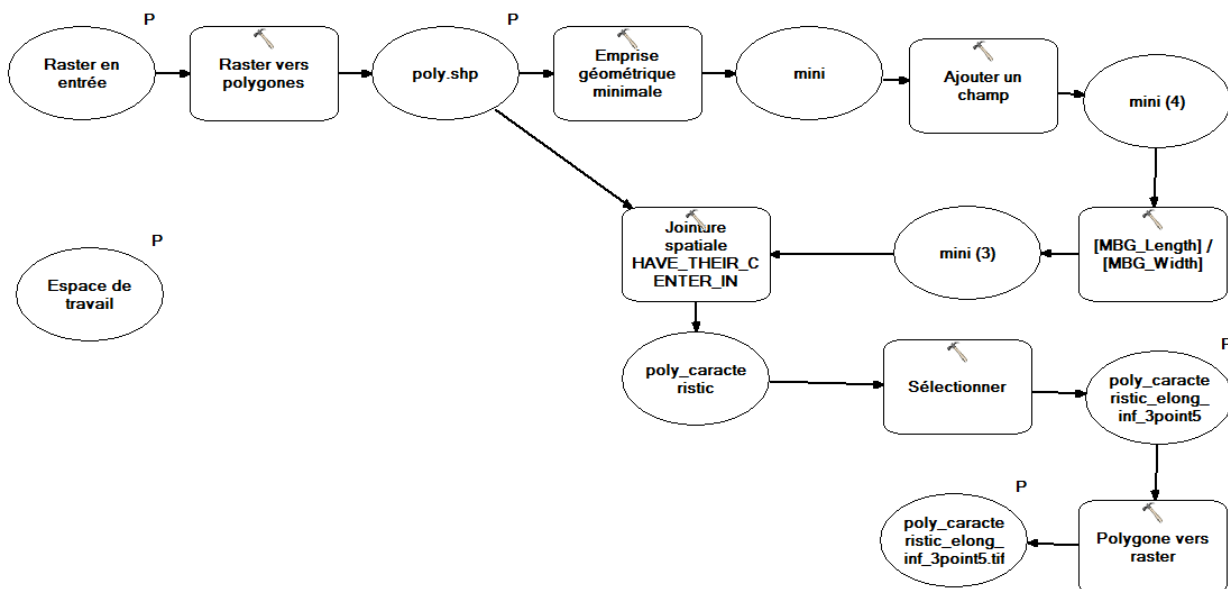 P
P
Raster en
entrée
Raster vers
polygones
poly.shp
Emprise
géométrique
minimale
mini
Ajouter un
champ
mini (4)
P
Espace de
travail
Jointure
spatiale
HAVE_THEIR_C
ENTER_IN
mini (3)
[MBG_Length] /
[MBG_Width]
poly_caracte
ristic
Sélectionner
P
poly_caracte
ristic_elong_
inf_3point5
P
poly_caracte
ristic_elong_
inf_3point5.tif
Polygone vers
raster